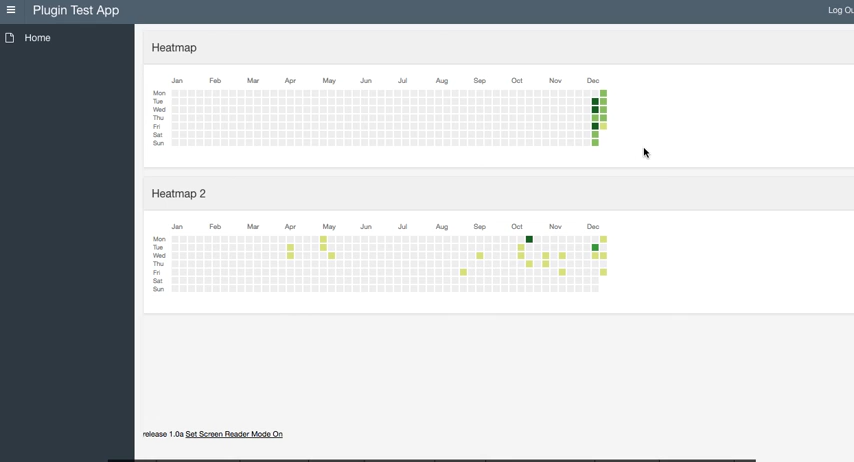 Plugin Test App
Log Ou
Home
Heatmap
Jan Feb Mar Apr May Jun Jul Aug Sep Oct Nov Dec
Mon
Tue
Wed
Thu
Fri
Sat
Sun
Heatmap 2
Jan Feb Mar Apr May Jun Jul Aug Sep Oct Nov Dec
Mon
Tue
Wed
Thu
Fri
Sat
Sun
release 1.0a Set Screen Reader Mode On